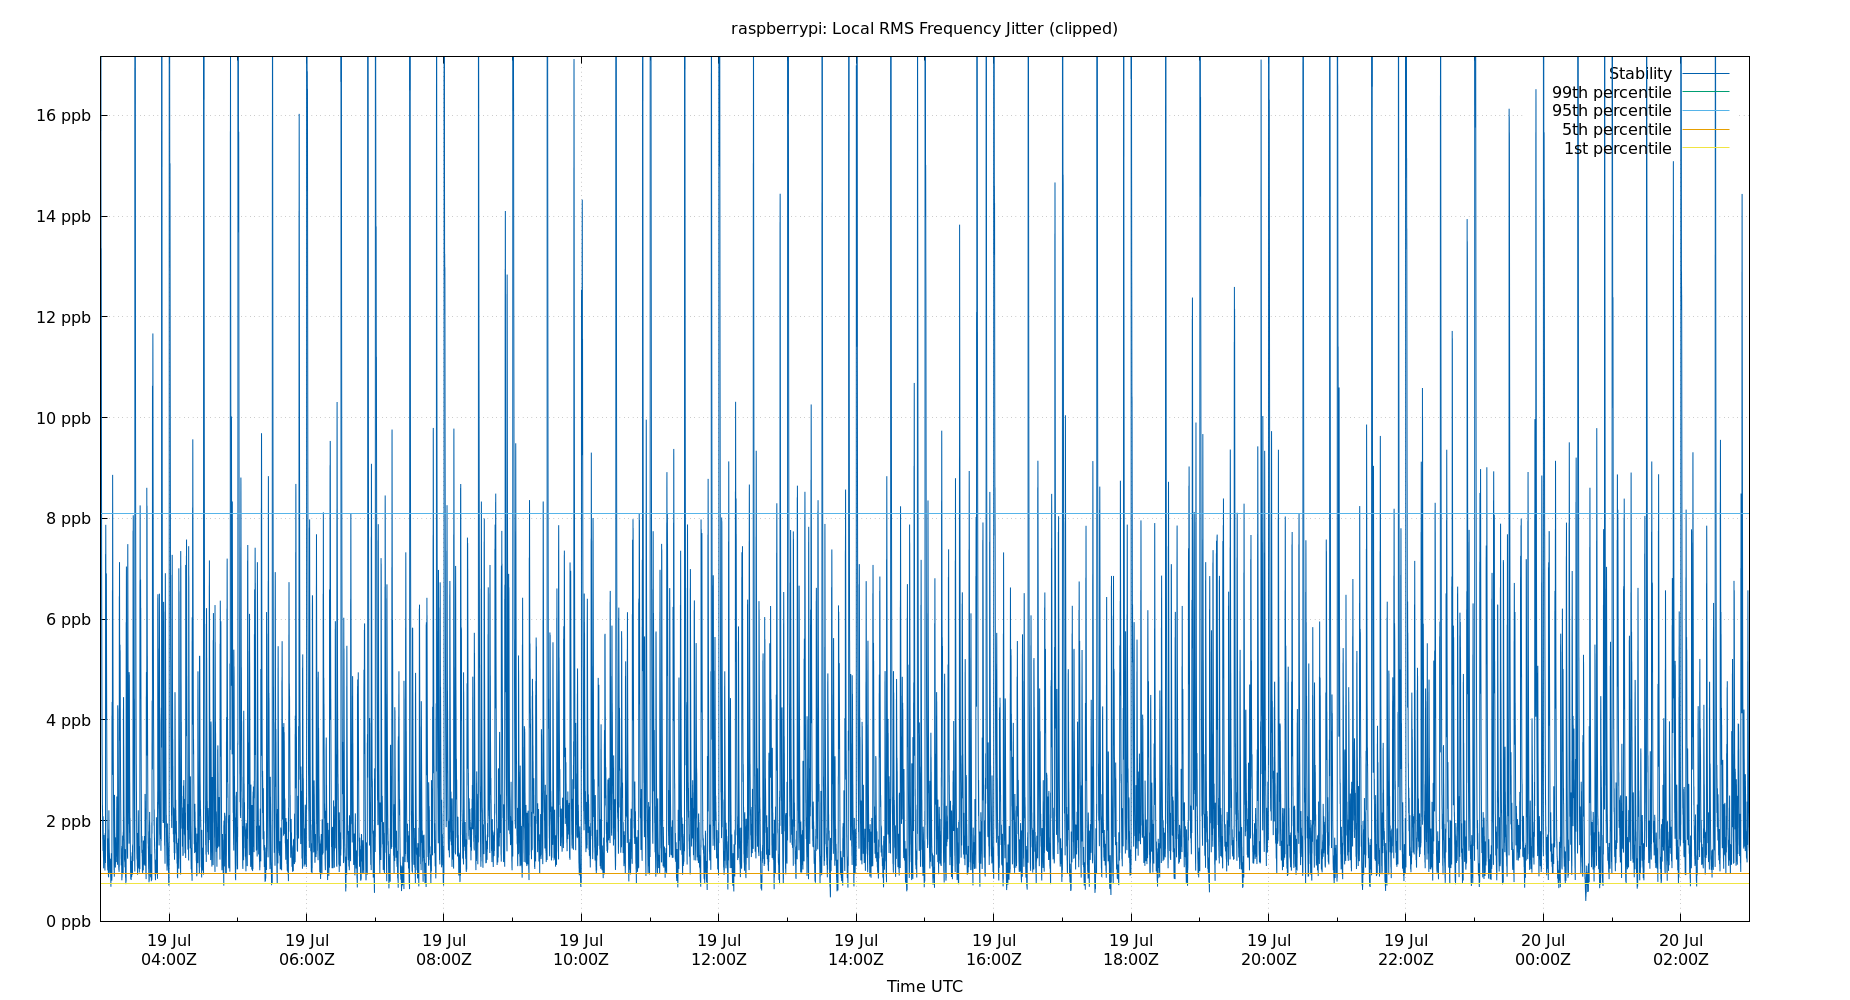 raspberrypi: Local RMS Frequency Jitter (clipped)
Stability
99th percentile
95th percentile
5th percentile
1st percentile
16 ppb
14 ppb
12 ppb
10 ppb
8 ppb
6 ppb
4 ppb
2 ppb
0 ppb
19 Jul 19 Jul 19 Jul 19 Jul 19 Jul 19 Jul 19 Jul 19 Jul 19 Jul 19 Jul 20 Jul 20 Jul
04:00Z 06:00Z 08:00Z 10:00Z 12:00Z 14:00Z 16:00Z 18:00Z 20:00Z 22:00Z 00:00Z 02:00Z
Time UTC